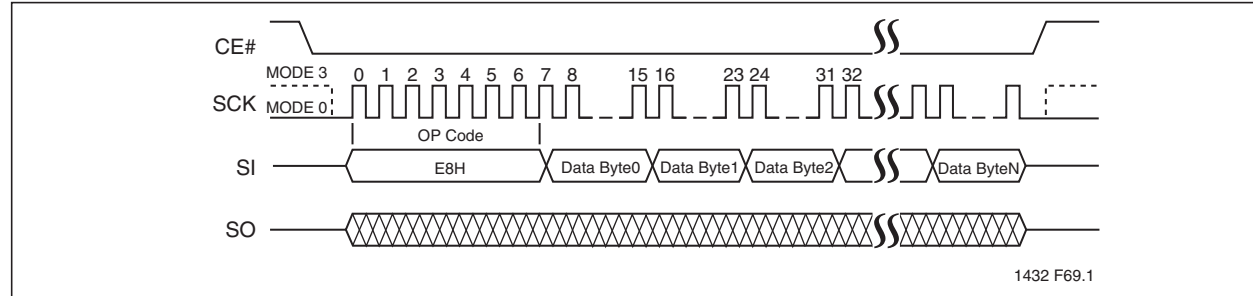 CE#
MODE 3 0 1 2 3 4 5 6 7 8 15 16 23 24 31 32
SCK MODE 0
OP Code
SI E8H Data Byte0 Data Byte1 Data Byte2 Data ByteN
SO
1432 F69.1